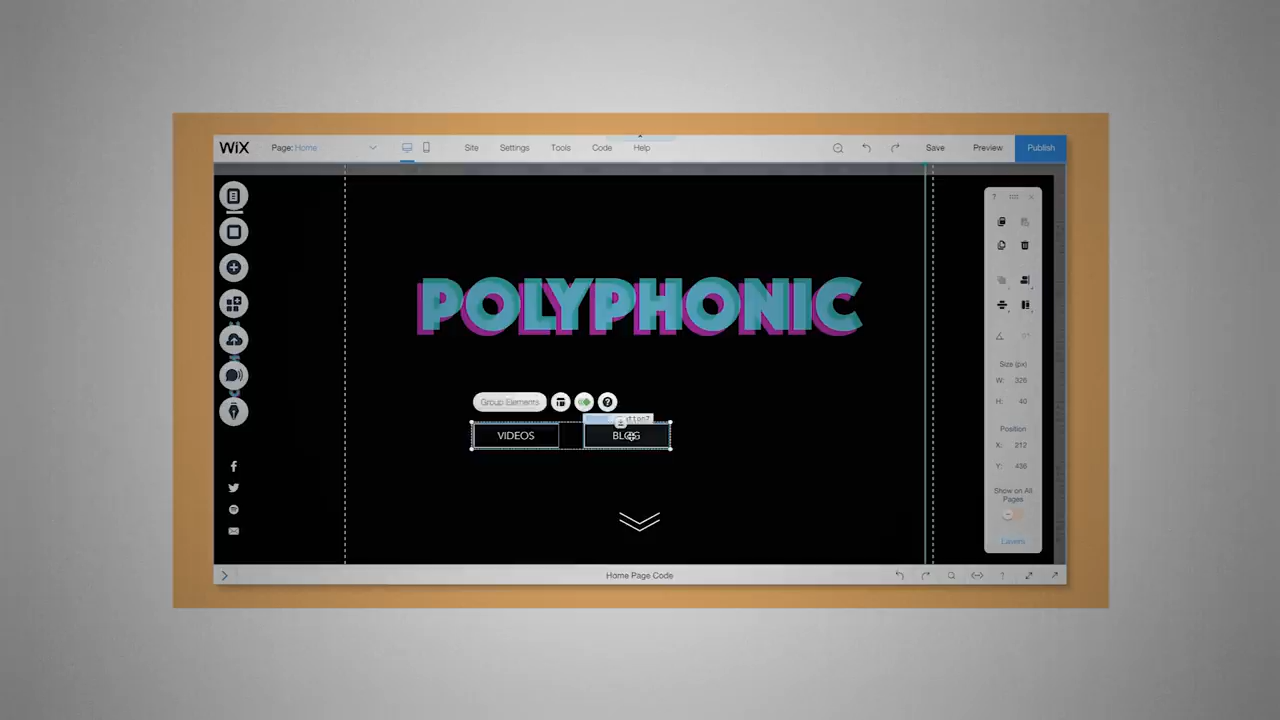 WiX Page: Home Site Settings Tools Code Help Save Preview Publish
POLYPHONIC
Group Elements
VIDEOS BLOG
Size (px)
W: 326
H: 40
Position
X: 212
Y: 436
Show on All
Pages
Layers
Home Page Code